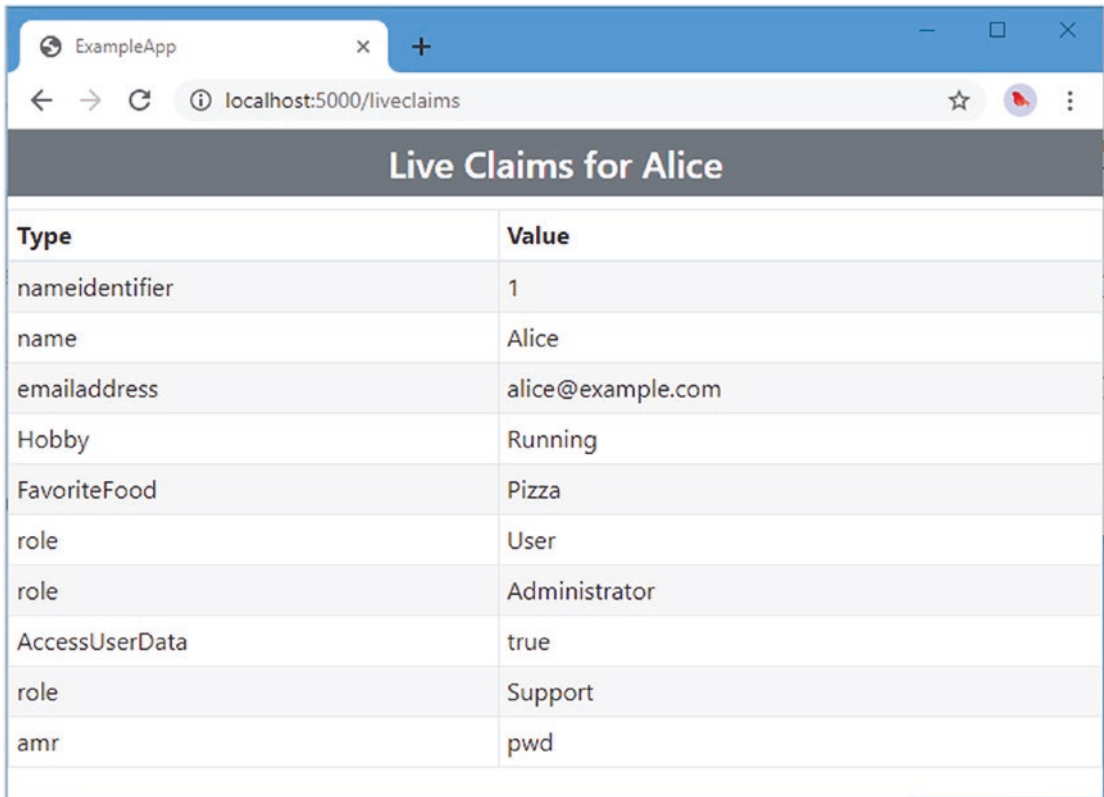 ExampleApp
localhost:5000/liveclaims
Live Claims for Alice
Type Value
nameidentifier 1
name Alice
emailaddress alice@example.com
Hobby Running
FavoriteFood Pizza
role User
role Administrator
AccessUserData true
role Support
amr pwd